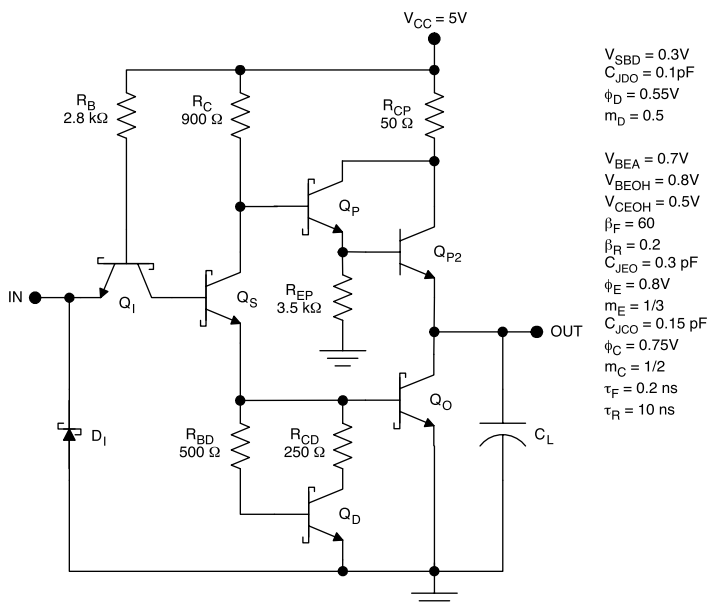 V_CC = 5V
R_B
2.8 kΩ
R_C
900 Ω
R_CP
50 Ω
Q_P
Q_P2
R_EP
3.5 kΩ
IN
Q_I
Q_S
OUT
D_I
R_BD
500 Ω
R_CD
250 Ω
Q_O
C_L
Q_D
V_SBD = 0.3V
C_JDO = 0.1pF
ϕ_D = 0.55V
m_D = 0.5
V_BEA = 0.7V
V_BEOH = 0.8V
V_CEOH = 0.5V
β_F = 60
β_R = 0.2
C_JEO = 0.3 pF
ϕ_E = 0.8V
m_E = 1/3
C_JCO = 0.15 pF
ϕ_C = 0.75V
m_C = 1/2
τ_F = 0.2 ns
τ_R = 10 ns